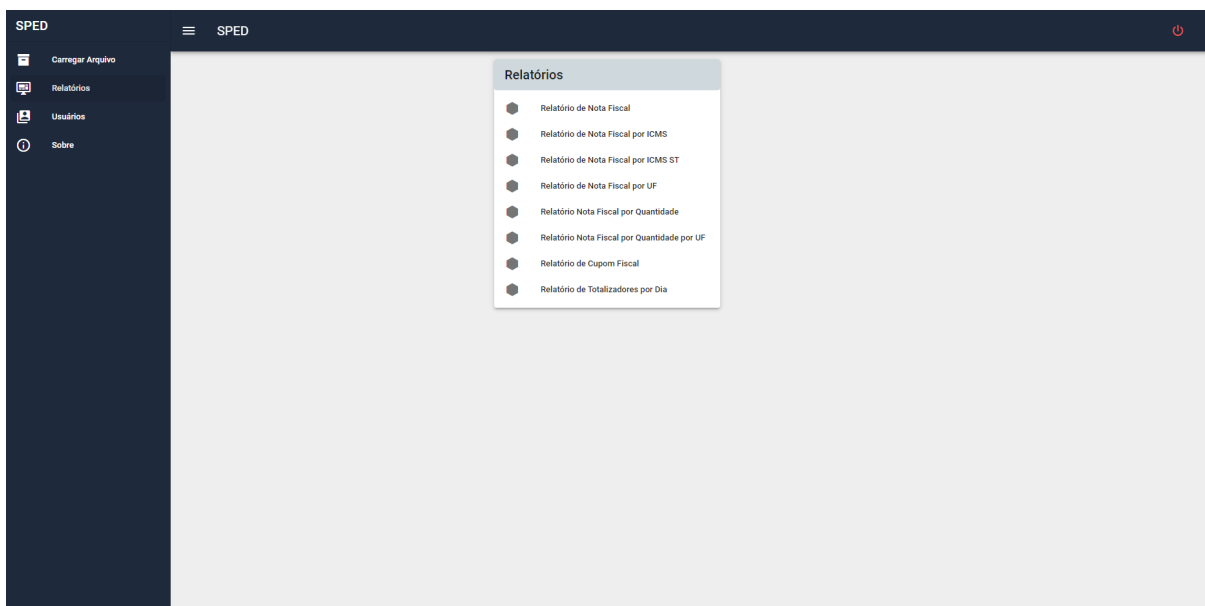 SPED
Carregar Arquivo
Relatórios
Usuários
Sobre
SPED
Relatórios
Relatório de Nota Fiscal
Relatório de Nota Fiscal por ICMS
Relatório de Nota Fiscal por ICMS ST
Relatório de Nota Fiscal por UF
Relatório Nota Fiscal por Quantidade
Relatório Nota Fiscal por Quantidade por UF
Relatório de Cupom Fiscal
Relatório de Totalizadores por Dia